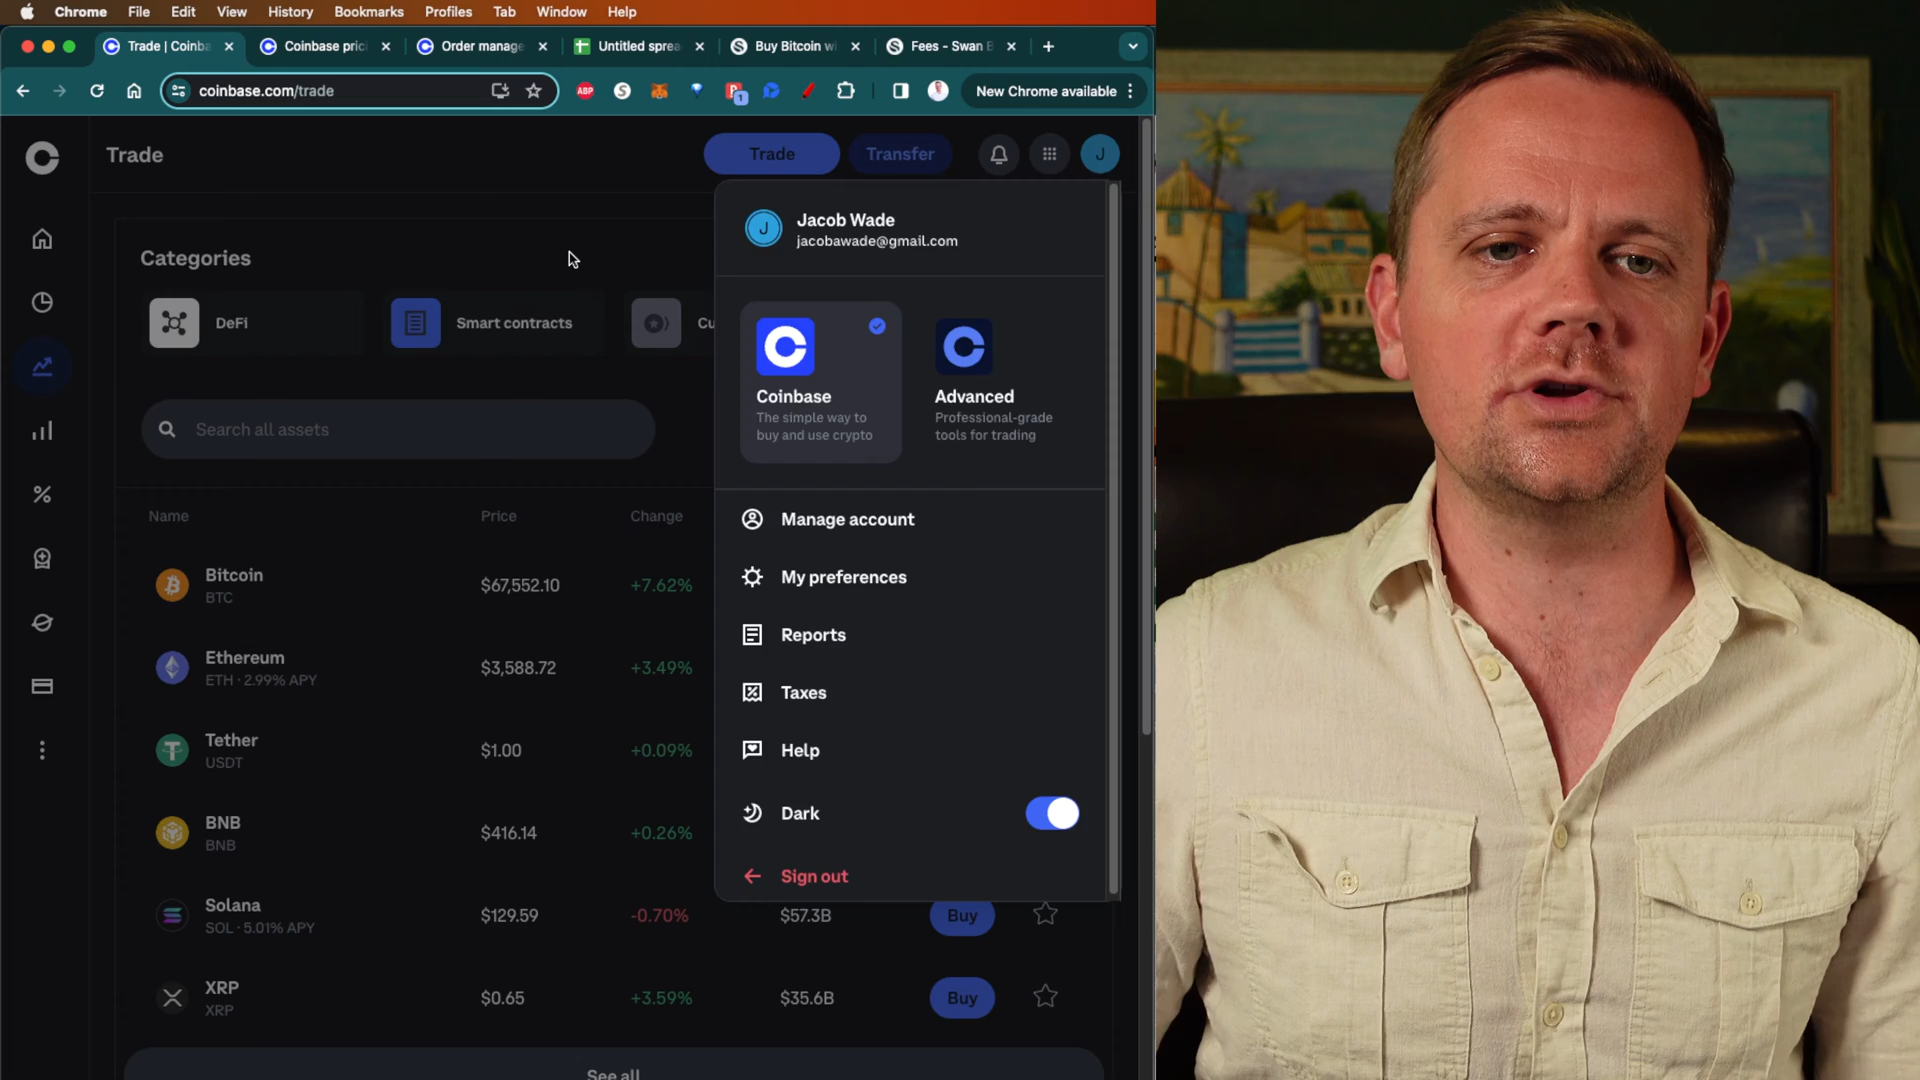 Chrome File Edit View History Bookmarks Profiles Tab Window Help
Trade | Coinba
Coinbase pric
Order manage
Untitled sprea
Buy Bitcoin wi
Fees - Swan B
coinbase.com/trade
ABP
1
New Chrome available
Trade
Trade
Transfer
J
J
Jacob Wade
jacobawade@gmail.com
Categories
DeFi
Smart contracts
Cu
Coinbase
The simple way to
buy and use crypto
Advanced
Professional-grade
tools for trading
Search all assets
Manage account
My preferences
Reports
Taxes
Help
Dark
Sign out
Name Price Change
Bitcoin
BTC
$67,552.10 +7.62%
Ethereum
ETH · 2.99% APY
$3,588.72 +3.49%
Tether
USDT
$1.00 +0.09%
BNB
BNB
$416.14 +0.26%
Solana
SOL · 5.01% APY
$129.59 -0.70% $57.3B Buy
XRP
XRP
$0.65 +3.59% $35.6B Buy
See all